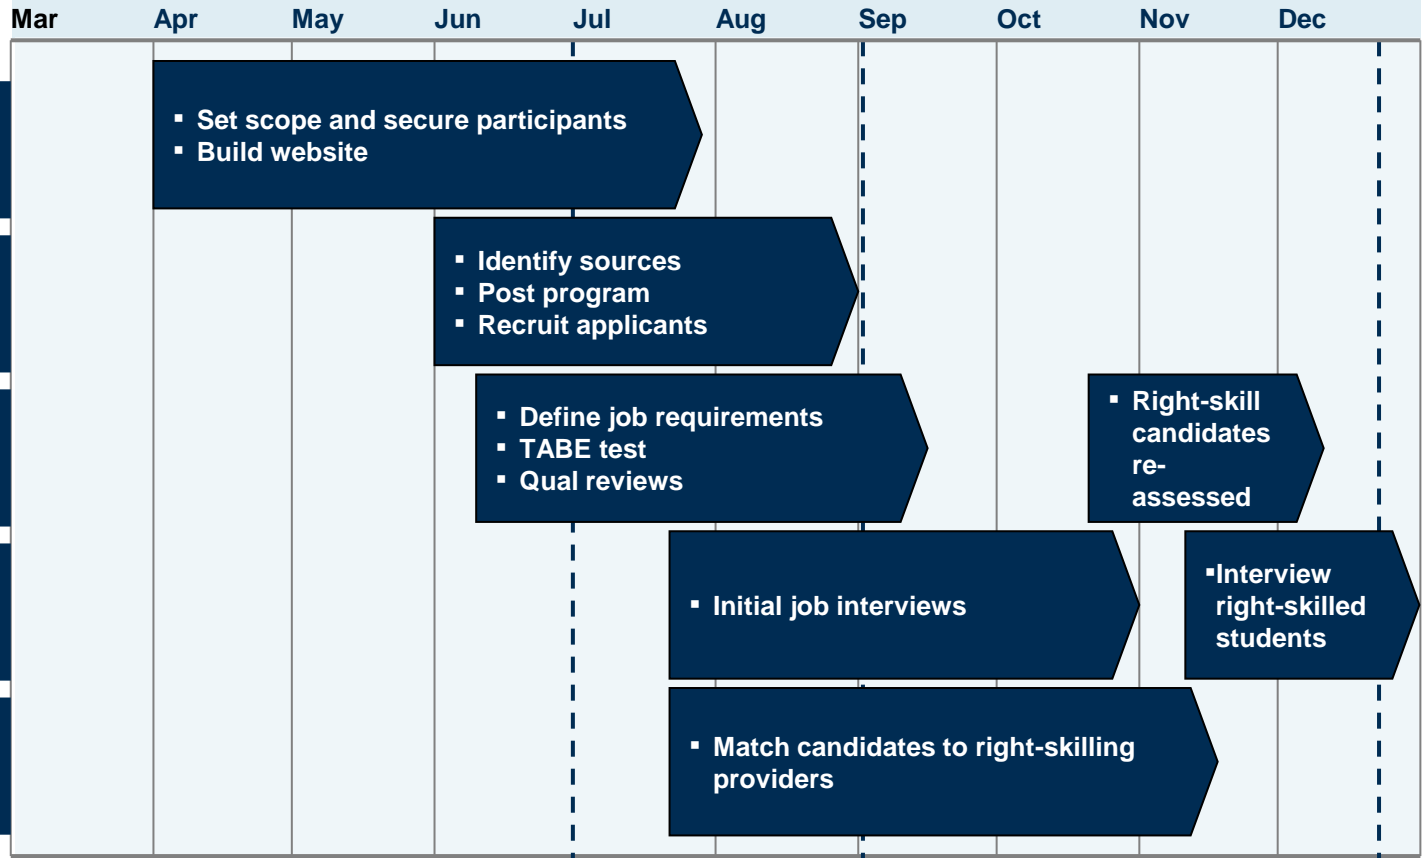 Mar Apr May Jun Jul Aug Sep Oct Nov Dec
▪ Set scope and secure participants
▪ Build website
▪ Identify sources
▪ Post program
▪ Recruit applicants
▪ Define job requirements
▪ TABE test
▪ Qual reviews
▪ Right-skill
candidates
re-
assessed
▪ Initial job interviews
▪Interview
right-skilled
students
▪ Match candidates to right-skilling
providers